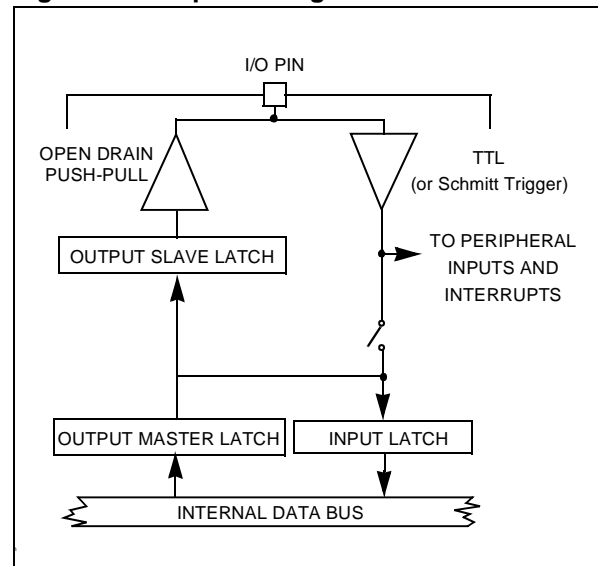 I/O PIN
OPEN DRAIN
PUSH-PULL
TTL
(or Schmitt Trigger)
OUTPUT SLAVE LATCH
TO PERIPHERAL
INPUTS AND
INTERRUPTS
OUTPUT MASTER LATCH
INPUT LATCH
INTERNAL DATA BUS